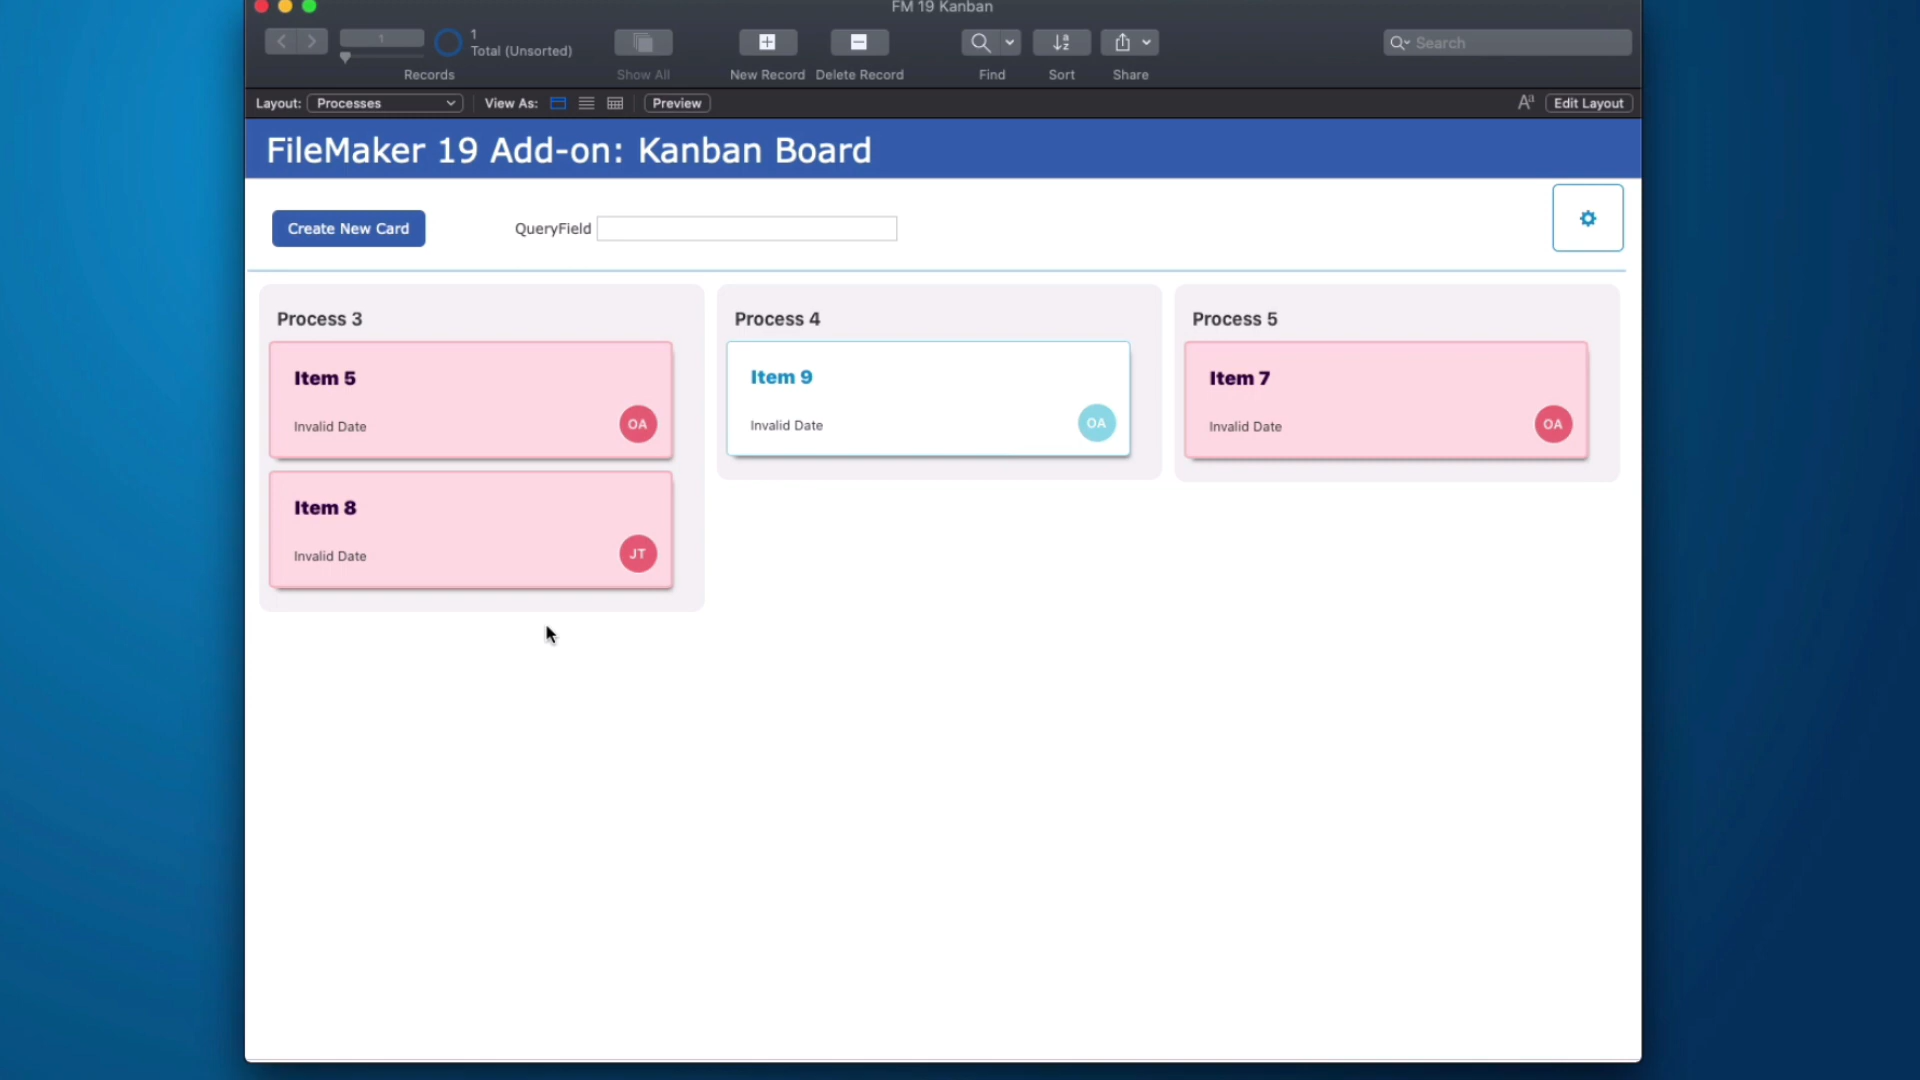 FM 19 Kanban
1
1
Total (Unsorted)
Records
Show All
New Record
Delete Record
Find
Sort
Share
Search
Layout: Processes
View As:
Preview
Aª
Edit Layout
FileMaker 19 Add-on: Kanban Board
Create New Card
QueryField
Process 3
Item 5
Invalid Date
OA
Item 8
Invalid Date
JT
Process 4
Item 9
Invalid Date
OA
Process 5
Item 7
Invalid Date
OA